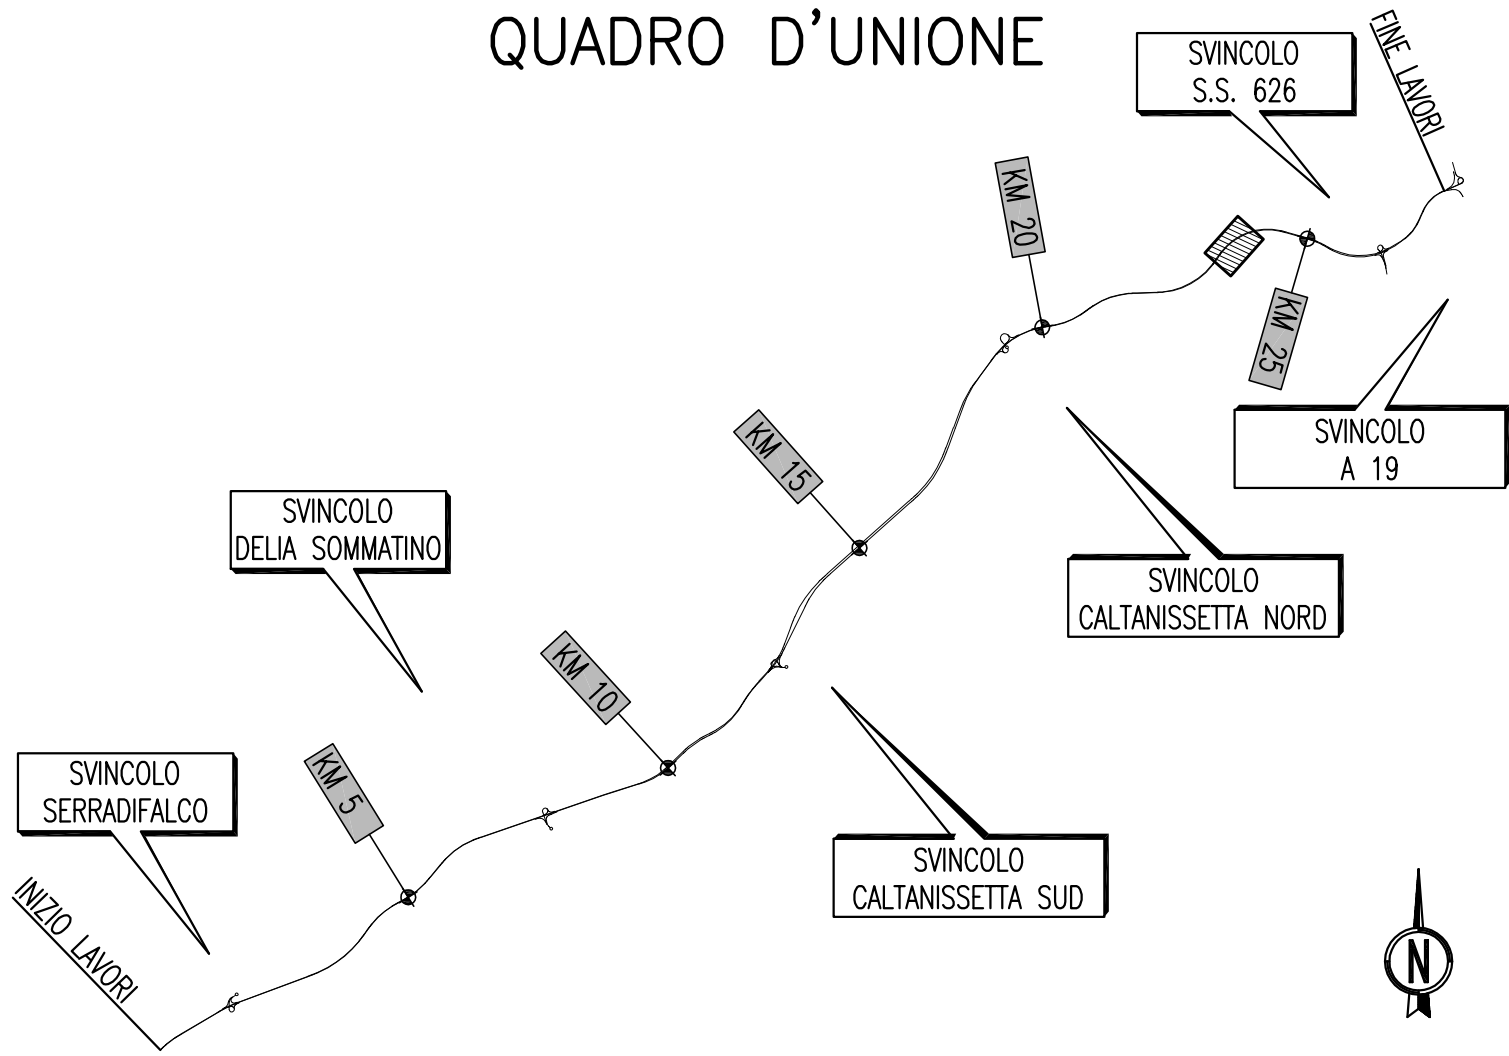 QUADRO D'UNIONE
SVINCOLO
S.S. 626
FINE LAVORI
KM 20
KM 25
SVINCOLO
A 19
KM 15
SVINCOLO
DELIA SOMMATINO
SVINCOLO
CALTANISSETTA NORD
KM 10
KM 5
SVINCOLO
SERRADIFALCO
SVINCOLO
CALTANISSETTA SUD
INIZIO LAVORI
N